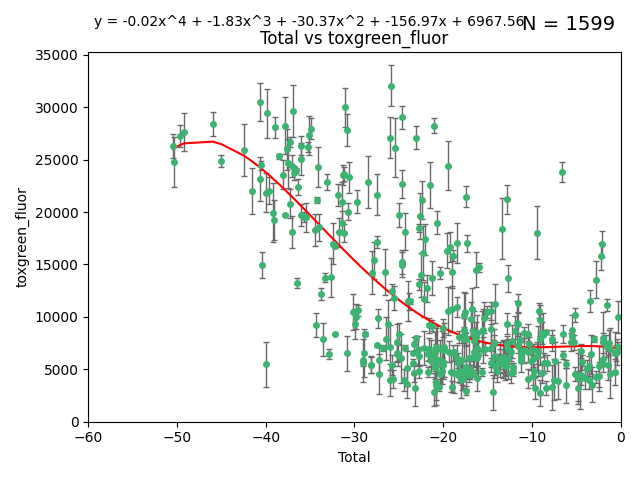 y = -0.02x^4 + -1.83x^3 + -30.37x^2 + -156.97x + 6967.56
N = 1599
Total vs toxgreen_fluor
35000
30000
25000
20000
15000
10000
5000
0
toxgreen_fluor
−60 −50 −40 −30 −20 −10 0
Total